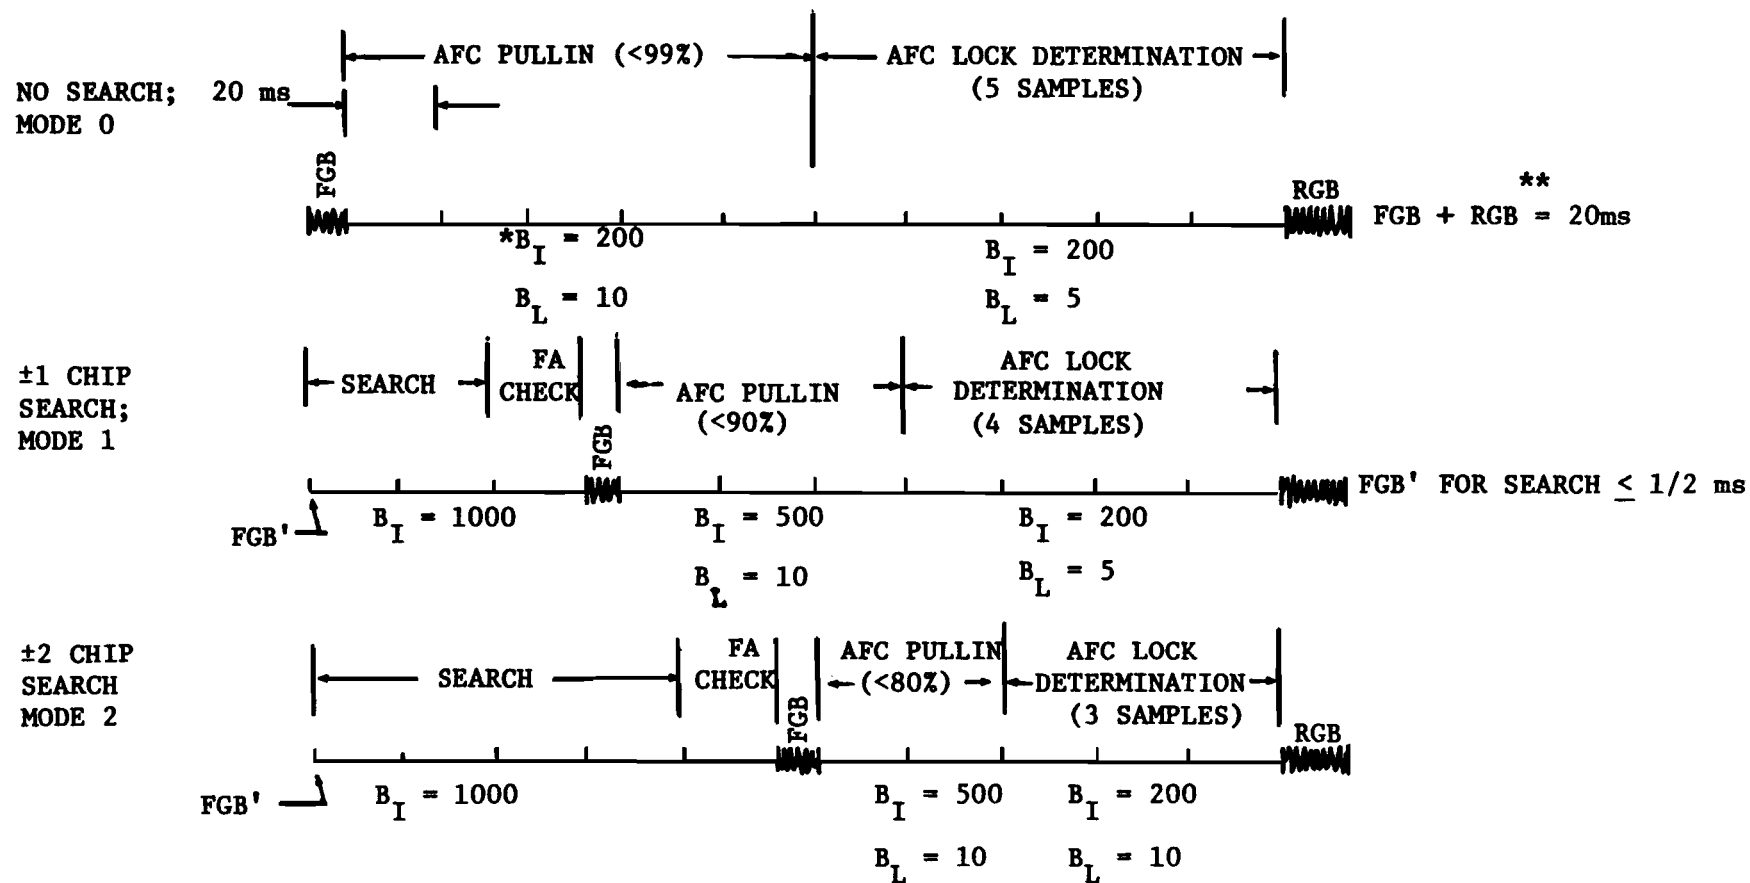 AFC PULLIN (<99%)
AFC LOCK DETERMINATION
(5 SAMPLES)
NO SEARCH; 20 ms
MODE 0
FGB
RGB
**
FGB + RGB = 20ms
*B_I = 200
B_L = 10
B_I = 200
B_L = 5
±1 CHIP
SEARCH;
MODE 1
SEARCH
FA
CHECK
FGB
AFC PULLIN
(<90%)
AFC LOCK
DETERMINATION
(4 SAMPLES)
FGB' FOR SEARCH ≤ 1/2 ms
FGB'
B_I = 1000
B_I = 500
B_L = 10
B_I = 200
B_L = 5
±2 CHIP
SEARCH
MODE 2
SEARCH
FA
CHECK
FGB
AFC PULLIN
(<80%)
AFC LOCK
DETERMINATION
(3 SAMPLES)
RGB
FGB'
B_I = 1000
B_I = 500
B_L = 10
B_I = 200
B_L = 10